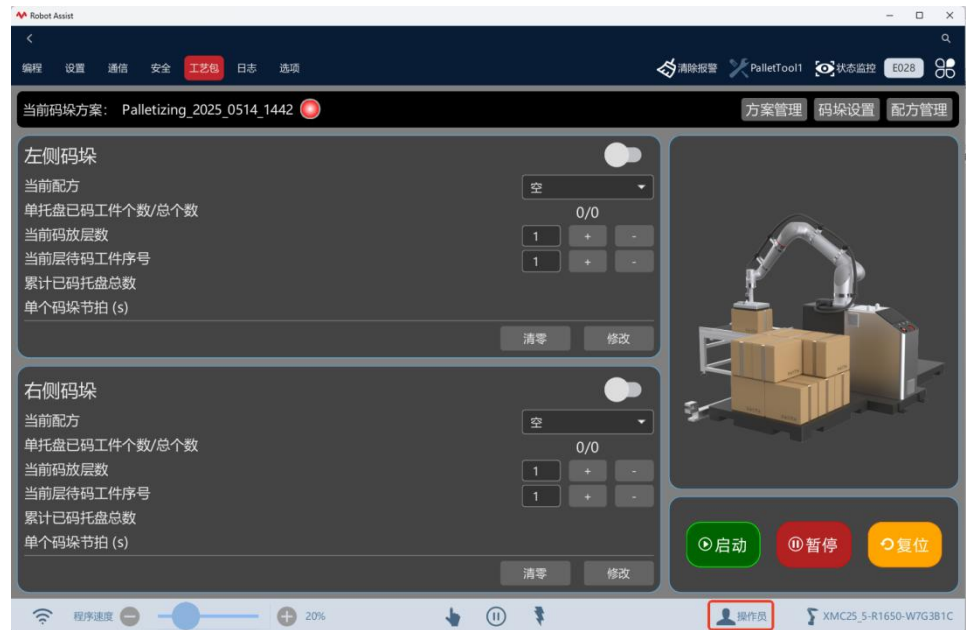 Robot Assist
编程 设置 通信 安全 工艺包 日志 选项 清除报警 PalletTool1 状态监控 E028
当前码垛方案： Palletizing_2025_0514_1442 方案管理 码垛设置 配方管理
左侧码垛
当前配方 空
单托盘已码工件个数/总个数 0/0
当前码放层数 1 + -
当前层待码工件序号 1 + -
累计已码托盘总数
单个码垛节拍 (s)
清零 修改
右侧码垛
当前配方 空
单托盘已码工件个数/总个数 0/0
当前码放层数 1 + -
当前层待码工件序号 1 + -
累计已码托盘总数
单个码垛节拍 (s)
清零 修改
启动 暂停 复位
程序速度 20% 操作员 XMC25_5-R1650-W7G3B1C